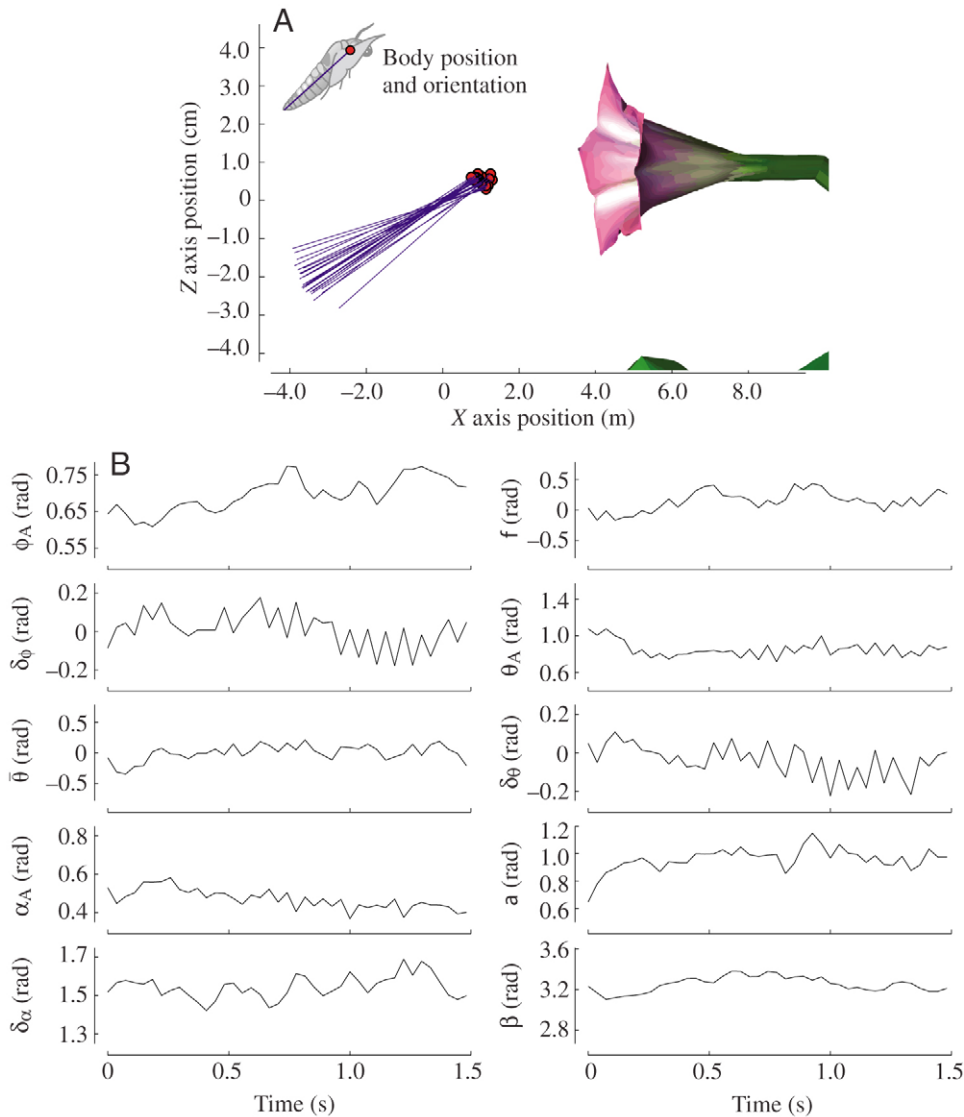 A
Body position
and orientation
Z axis position (cm)
4.0
3.0
2.0
1.0
0
−1.0
−2.0
−3.0
−4.0
−4.0 −2.0 0 2.0 4.0 6.0 8.0
X axis position (m)
B
ϕA (rad)
0.75
0.65
0.55
f (rad)
0.5
0
−0.5
δϕ (rad)
0.2
0
−0.2
θA (rad)
1.4
1.0
0.6
θ̄ (rad)
0.5
0
−0.5
δθ (rad)
0.2
0
−0.2
αA (rad)
0.8
0.6
0.4
a (rad)
1.2
1.0
0.8
0.6
δα (rad)
1.7
1.5
1.3
β (rad)
3.6
3.2
2.8
0 0.5 1.0 1.5
Time (s)
0 0.5 1.0 1.5
Time (s)